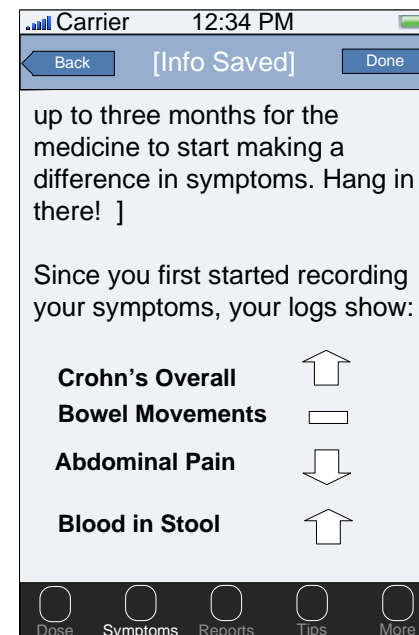 Carrier 12:34 PM
Back [Info Saved] Done
up to three months for the
medicine to start making a
difference in symptoms. Hang in
there!  ]
Since you first started recording
your symptoms, your logs show:
Crohn’s Overall
Bowel Movements
Abdominal Pain
Blood in Stool
Dose Symptoms Reports Tips More